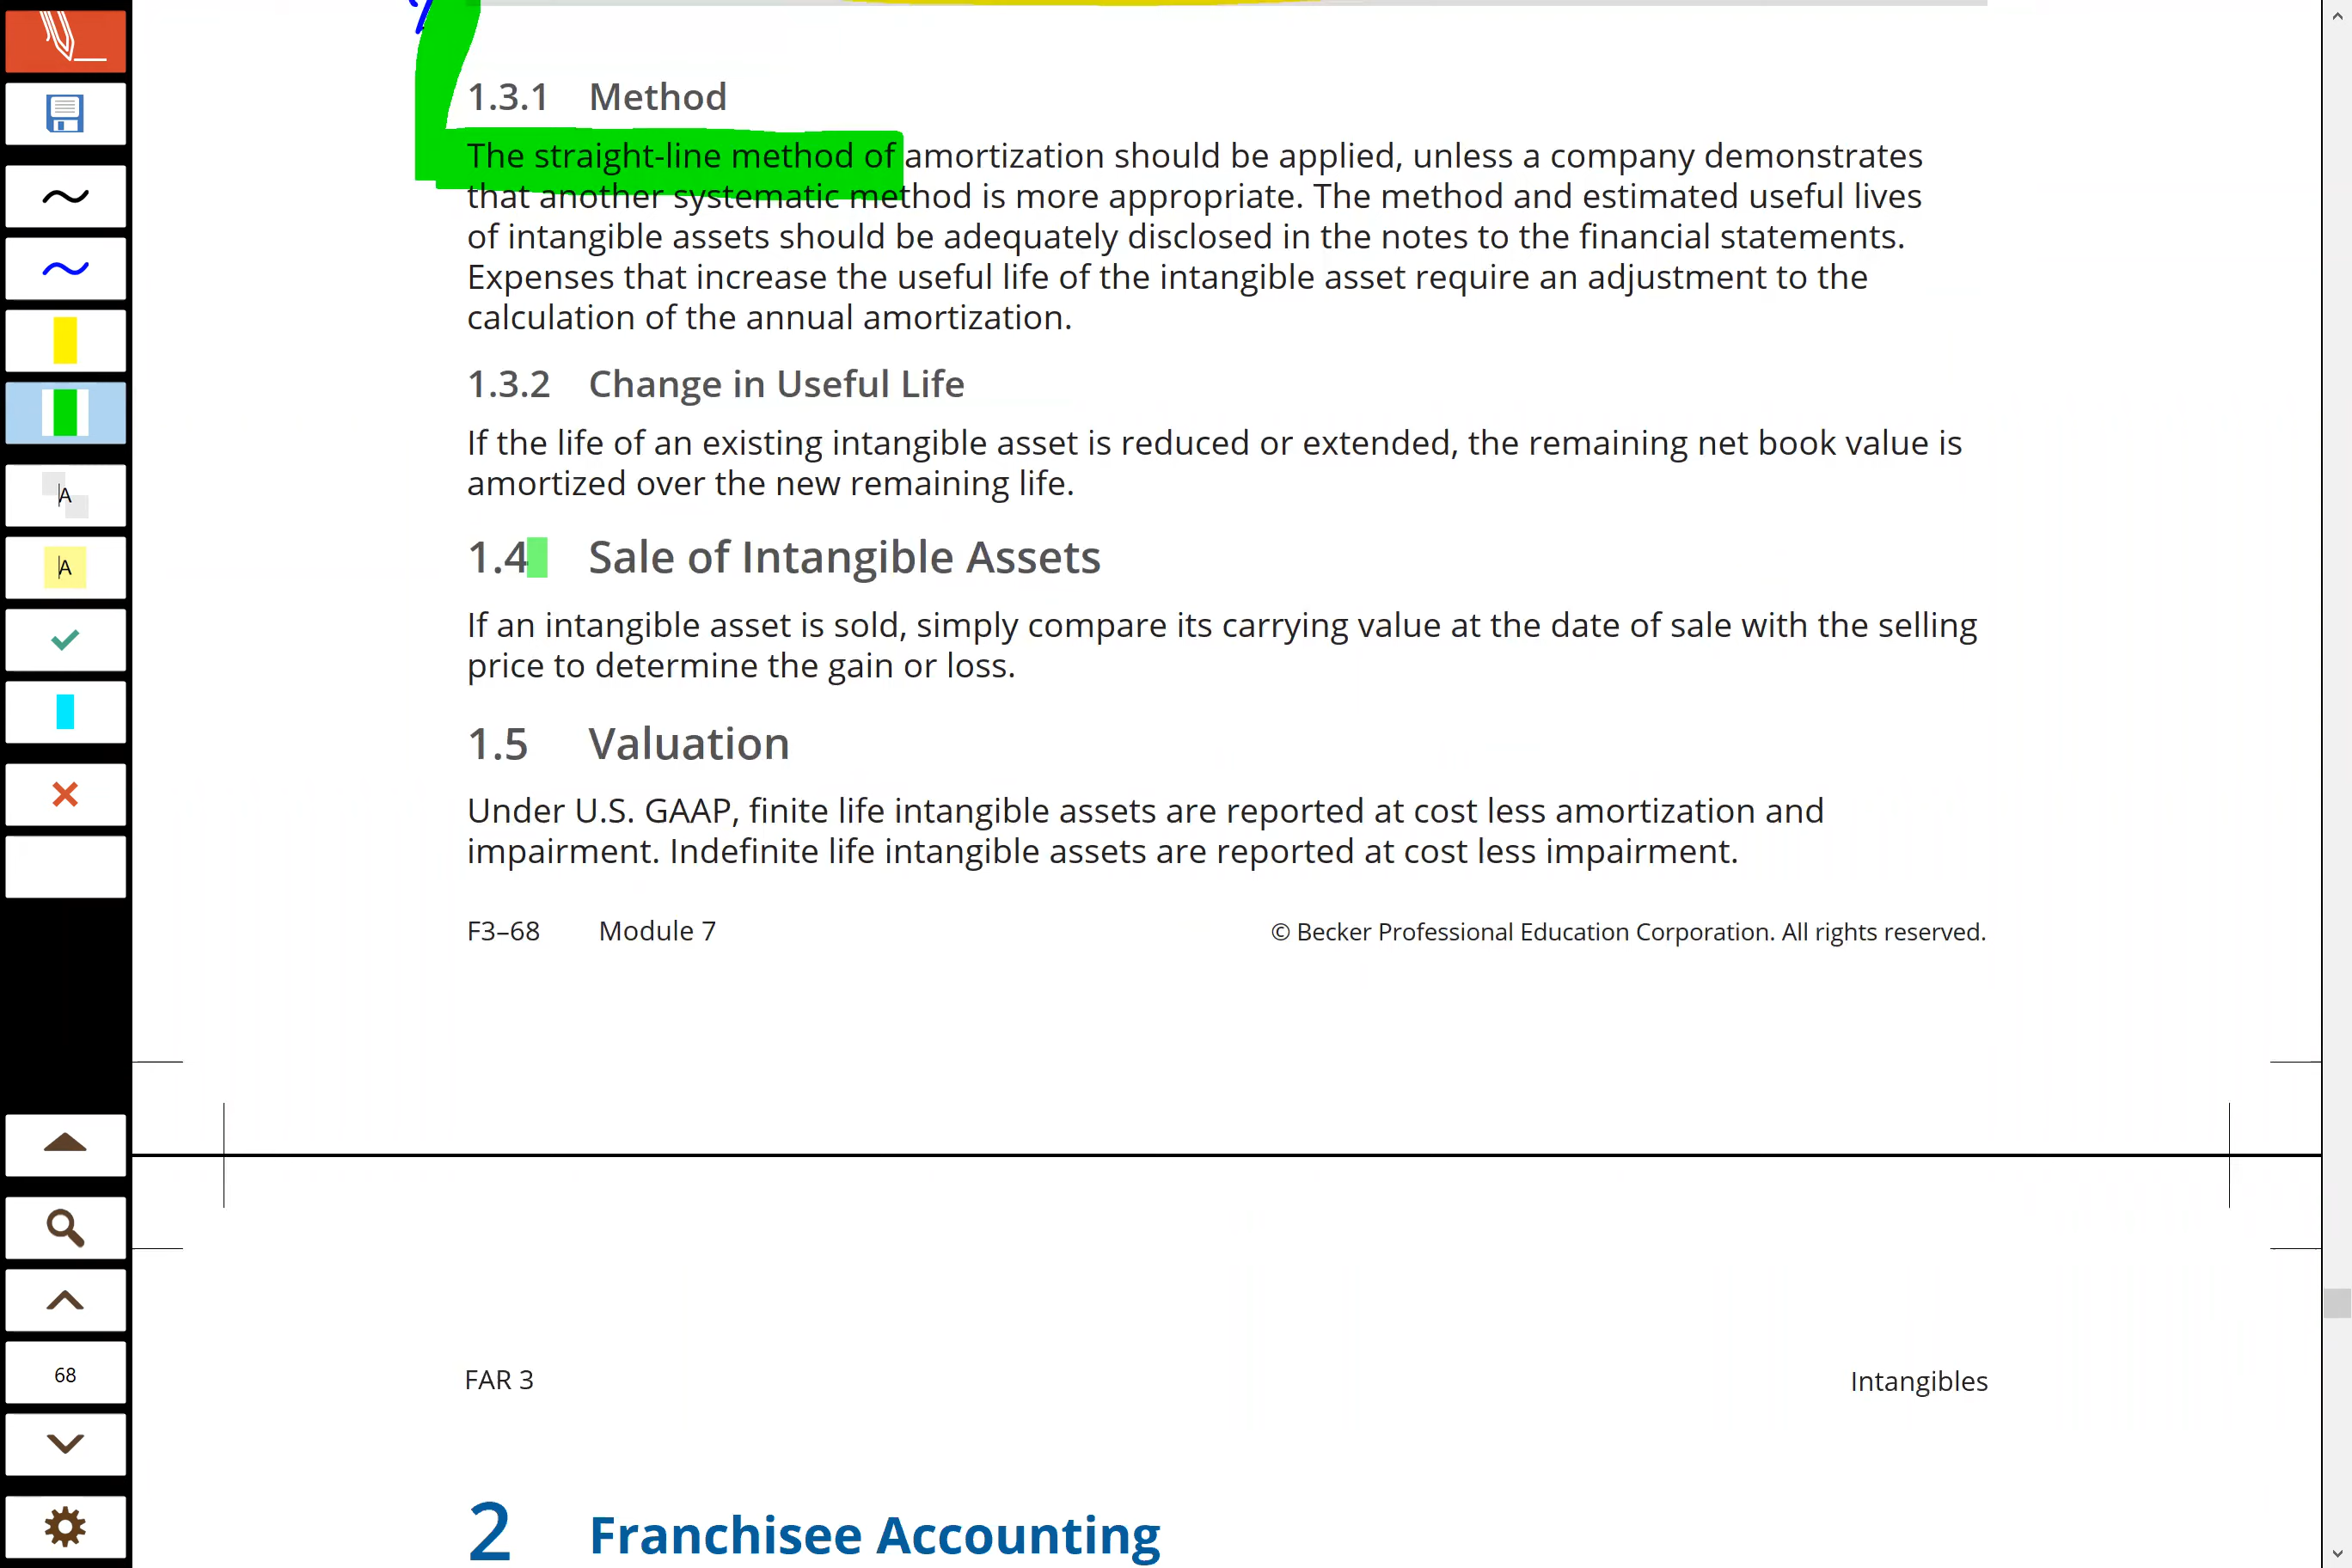 1.3.1 Method
The straight-line method of amortization should be applied, unless a company demonstrates
that another systematic method is more appropriate. The method and estimated useful lives
of intangible assets should be adequately disclosed in the notes to the financial statements.
Expenses that increase the useful life of the intangible asset require an adjustment to the
calculation of the annual amortization.
1.3.2 Change in Useful Life
If the life of an existing intangible asset is reduced or extended, the remaining net book value is
amortized over the new remaining life.
1.4 Sale of Intangible Assets
If an intangible asset is sold, simply compare its carrying value at the date of sale with the selling
price to determine the gain or loss.
1.5 Valuation
Under U.S. GAAP, finite life intangible assets are reported at cost less amortization and
impairment. Indefinite life intangible assets are reported at cost less impairment.
F3–68 Module 7 © Becker Professional Education Corporation. All rights reserved.
FAR 3 Intangibles
2 Franchisee Accounting
A
A
68